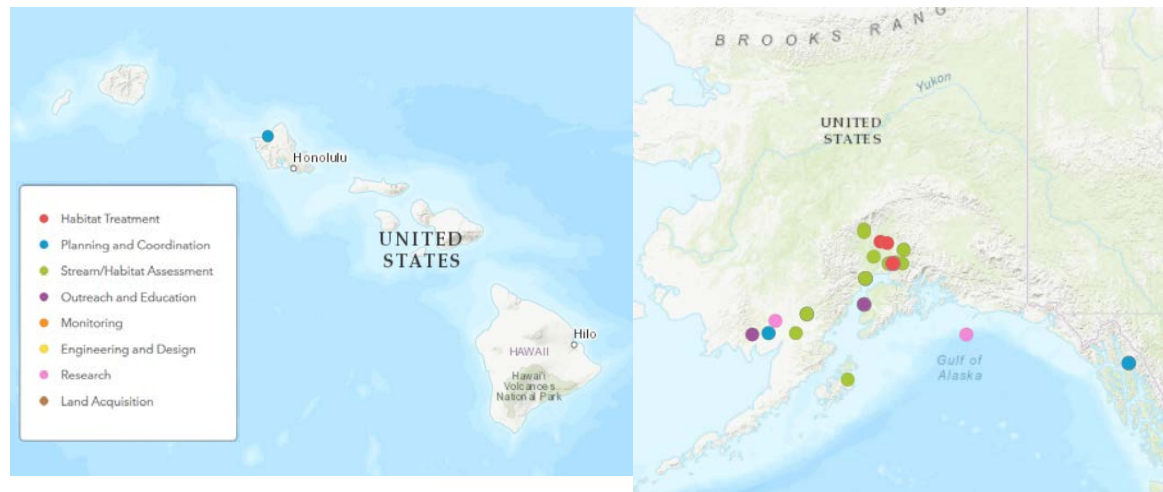 Honolulu
UNITED
STATES
HAWAII
Hawai'i
Volcanoes
National Park
Hilo
Habitat Treatment
Planning and Coordination
Stream/Habitat Assessment
Outreach and Education
Monitoring
Engineering and Design
Research
Land Acquisition
BROOKS RANG
Yukon
UNITED
STATES
Gulf of
Alaska